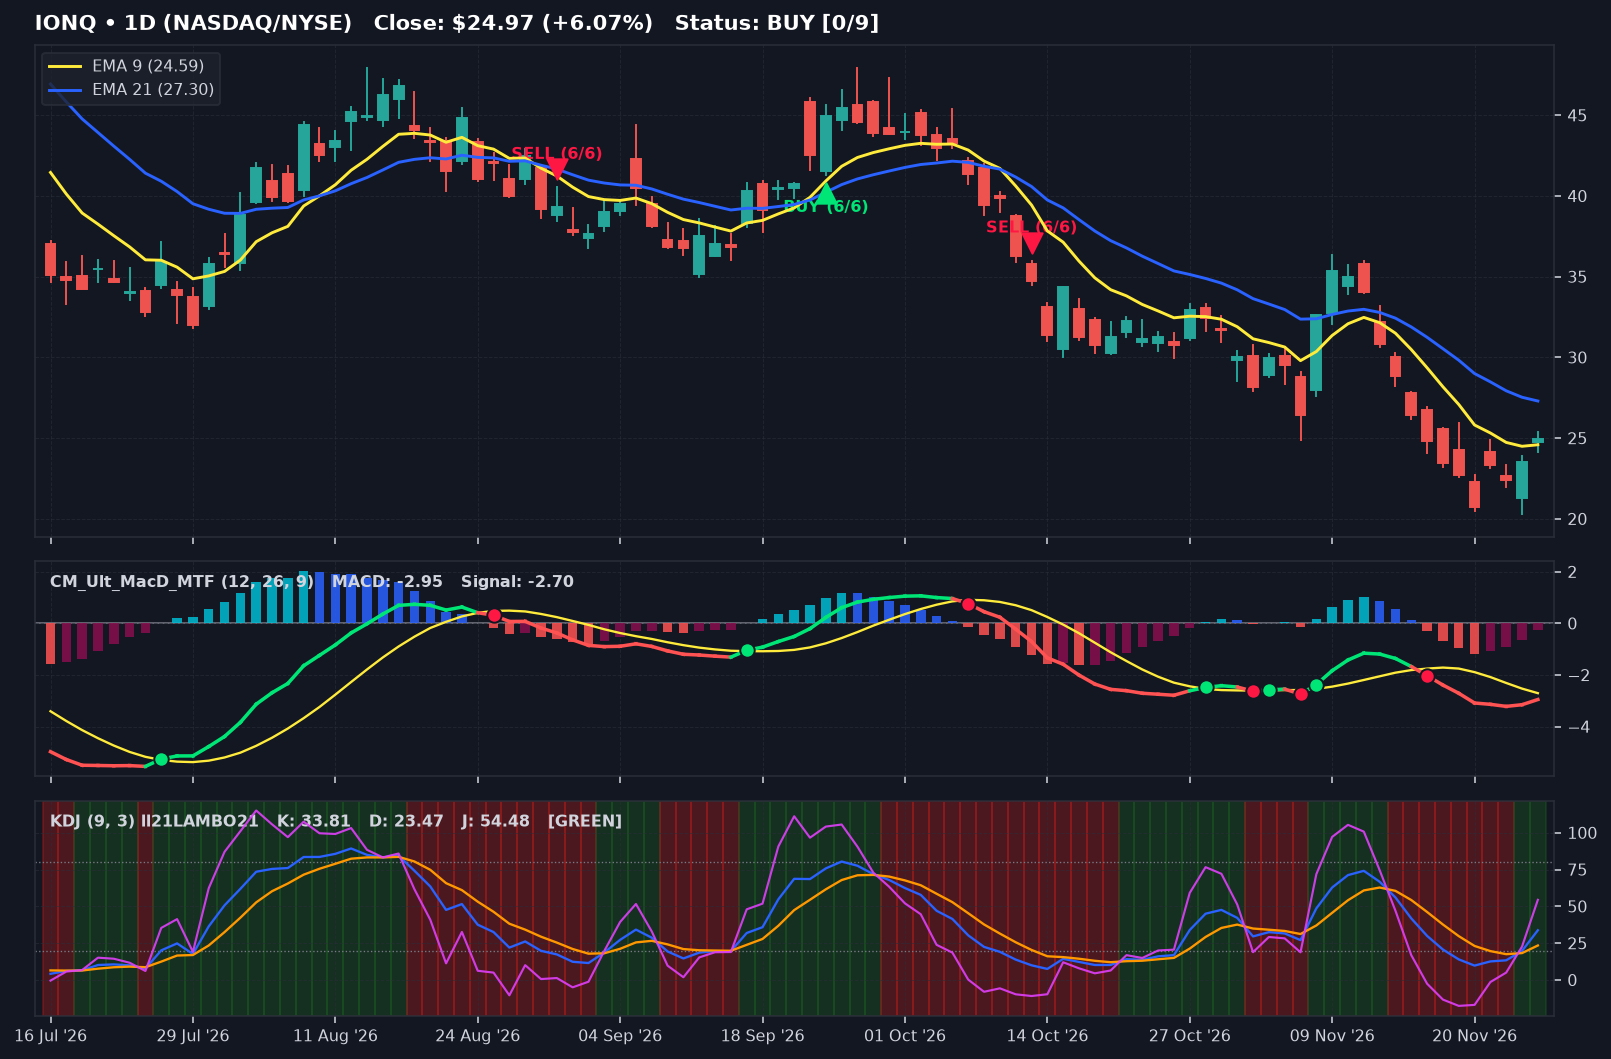 IONQ • 1D (NASDAQ/NYSE)   Close: $24.97 (+6.07%)   Status: BUY [0/9]
EMA 9 (24.59)
EMA 21 (27.30)
SELL (6/6)
BUY (6/6)
SELL (6/6)
45
40
35
30
25
20
CM_Ult_MacD_MTF (12, 26, 9)   MACD: -2.95   Signal: -2.70
2
0
−2
−4
KDJ (9, 3) II21LAMBO21   K: 33.81   D: 23.47   J: 54.48   [GREEN]
100
75
50
25
0
16 Jul '26   29 Jul '26   11 Aug '26   24 Aug '26   04 Sep '26   18 Sep '26   01 Oct '26   14 Oct '26   27 Oct '26   09 Nov '26   20 Nov '26